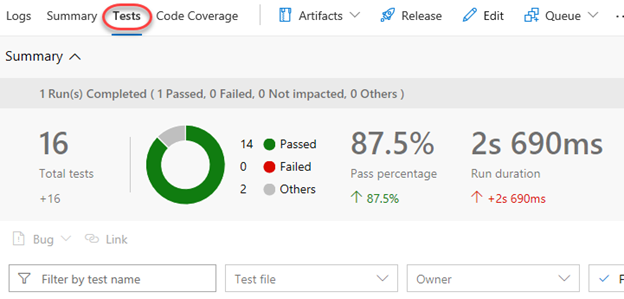 Logs Summary Tests Code Coverage Artifacts Release Edit Queue ...
Summary
1 Run(s) Completed ( 1 Passed, 0 Failed, 0 Not impacted, 0 Others )
16
Total tests
+16
14 Passed
0 Failed
2 Others
87.5%
Pass percentage
87.5%
2s 690ms
Run duration
+2s 690ms
Bug Link
Filter by test name Test file Owner